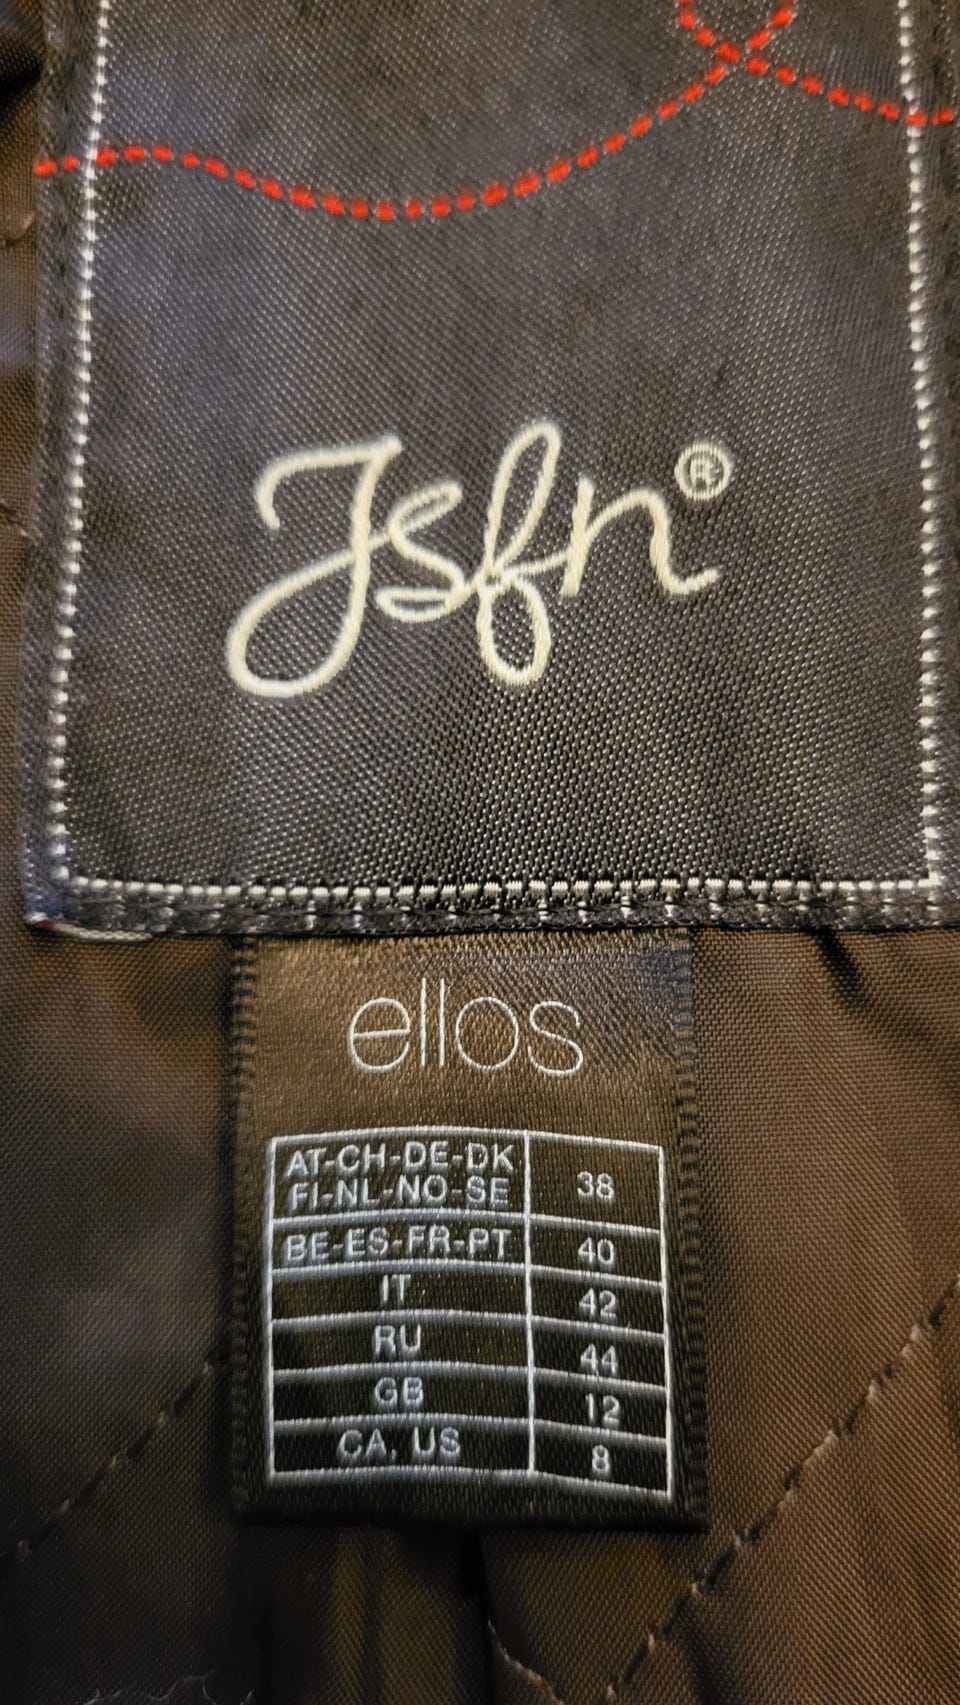 Jsfn®
ellos
AT-CH-DE-DK
FI-NL-NO-SE 38
BE-ES-FR-PT 40
IT 42
RU 44
GB 12
CA, US 8